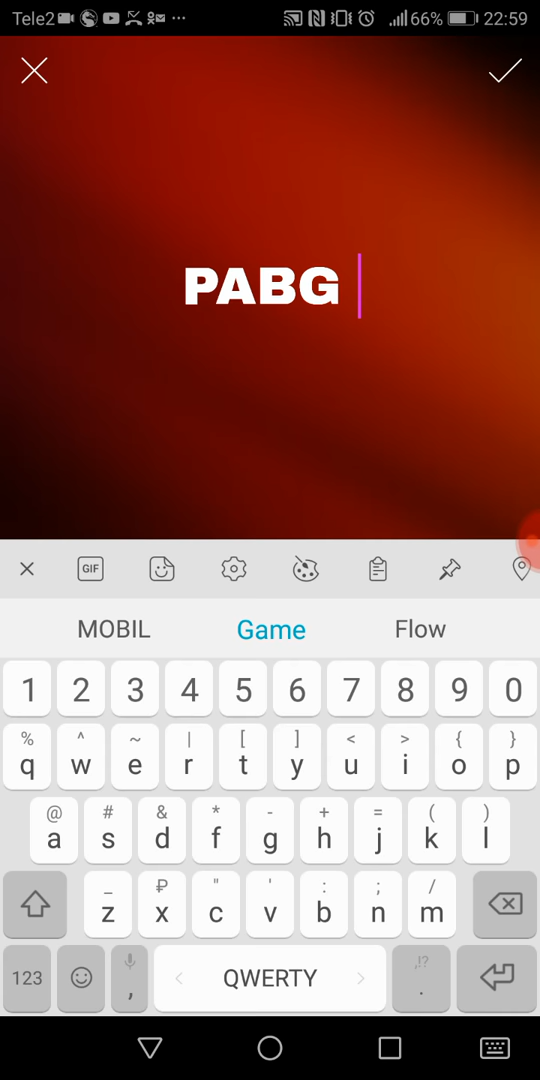 Tele2 66% 22:59
PABG
GIF
MOBIL Game Flow
1 2 3 4 5 6 7 8 9 0
% ^ ~ | [ ] < > { }
q w e r t y u i o p
@ # & * - + = ( )
a s d f g h j k l
_ ₽ " ' : ; /
z x c v b n m
,!?
123 , < QWERTY > .